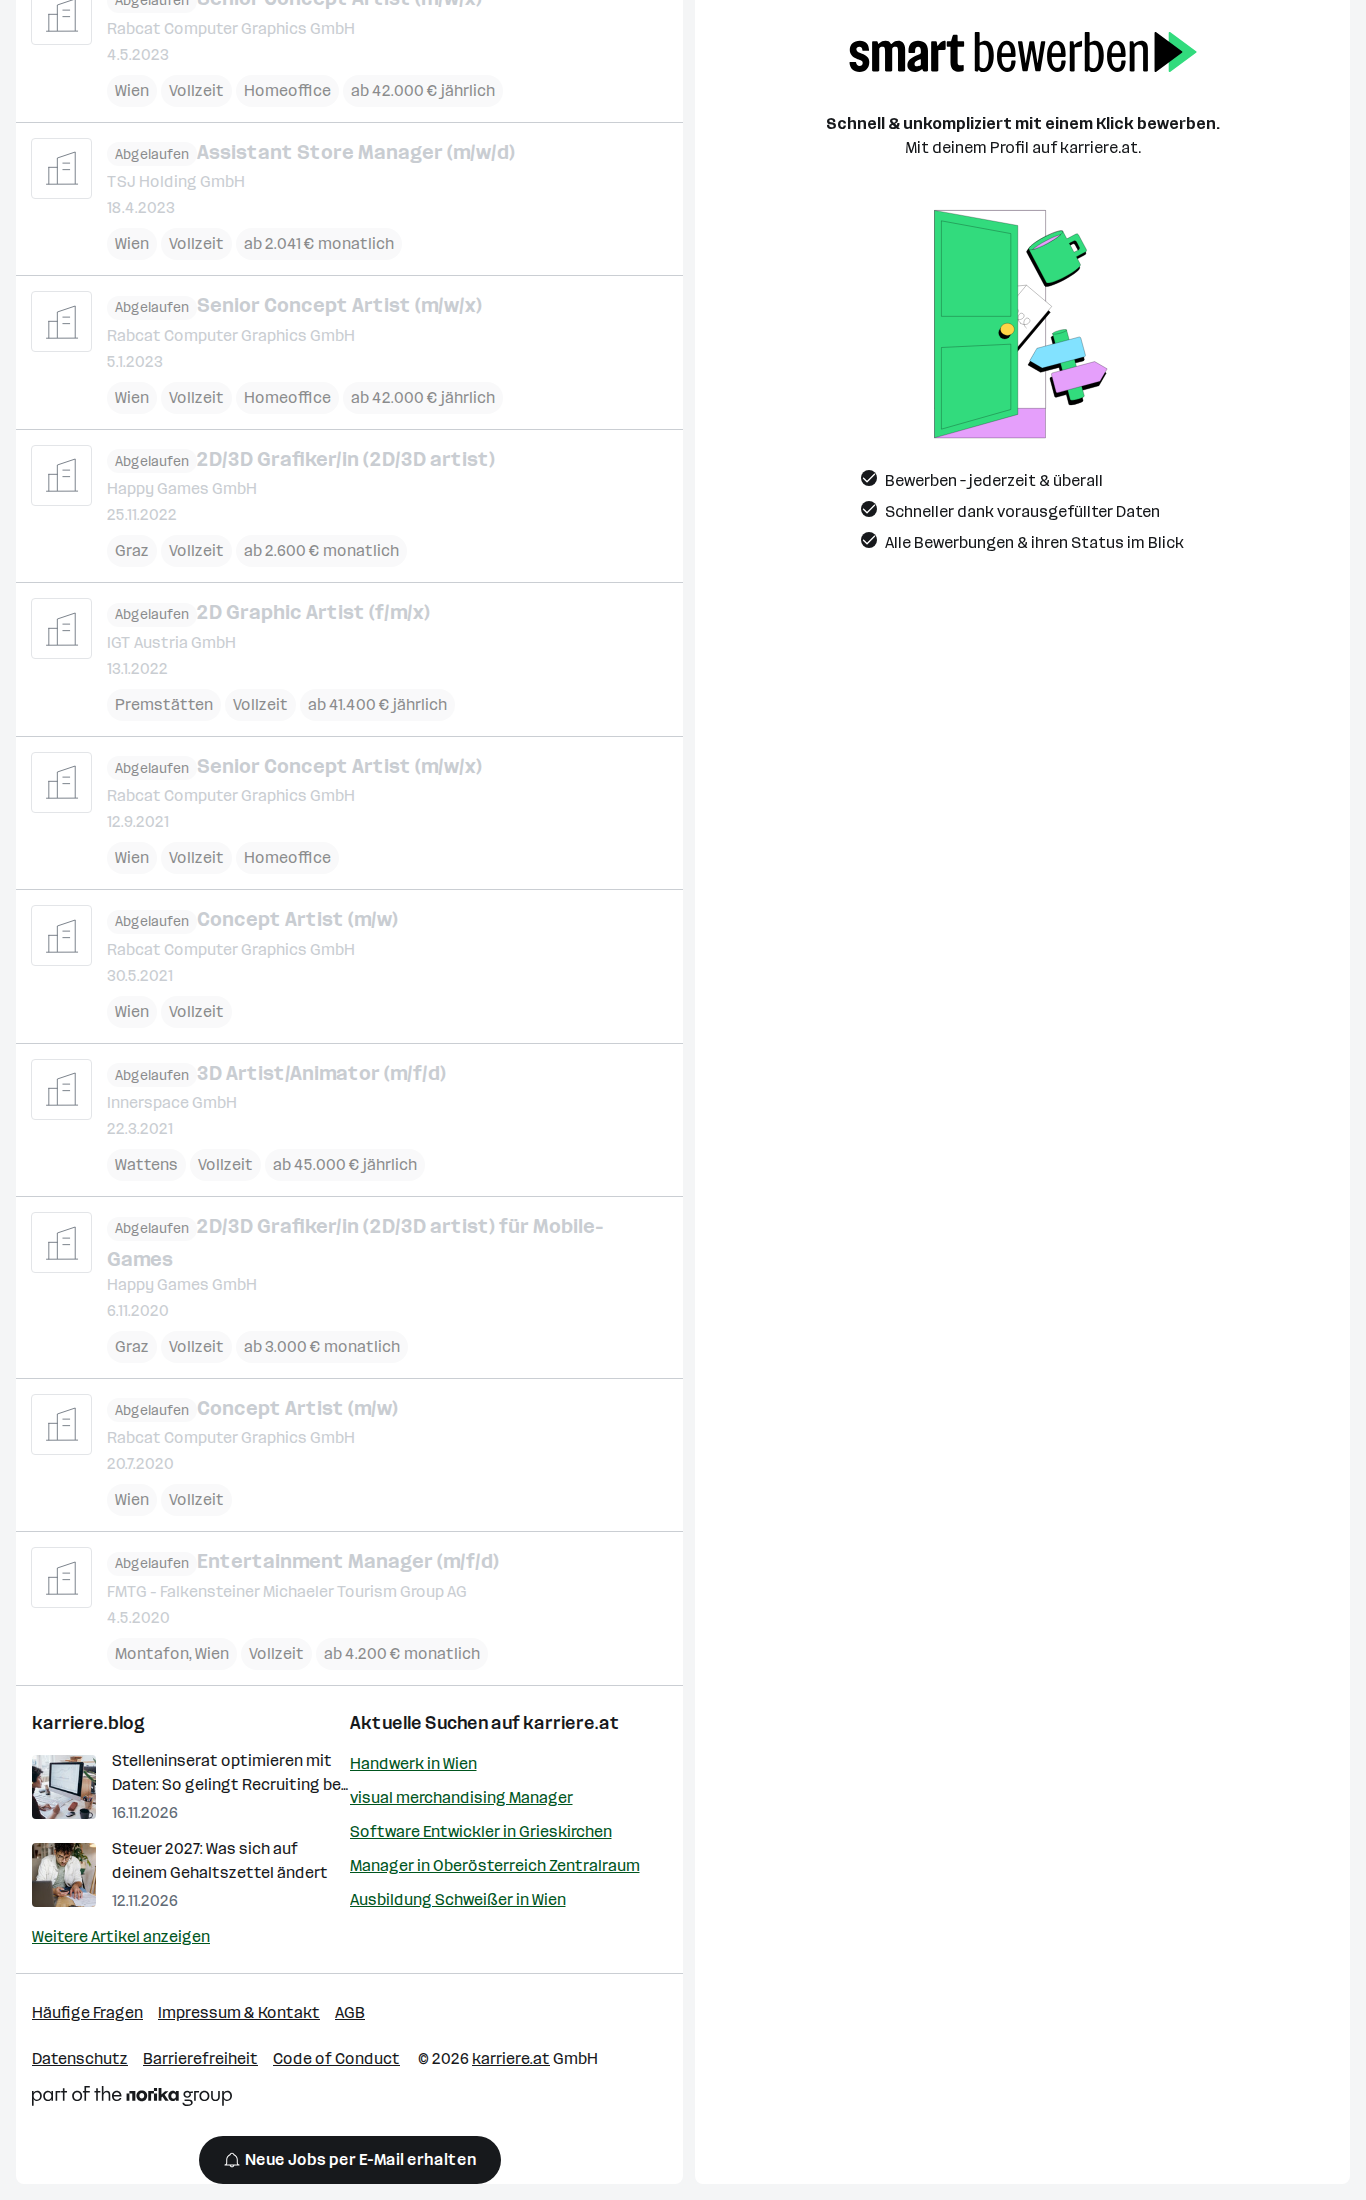 Abgelaufen Senior Concept Artist (m/w/x)
Rabcat Computer Graphics GmbH
4.5.2023
Wien Vollzeit Homeoffice ab 42.000 € jährlich
Abgelaufen Assistant Store Manager (m/w/d)
TSJ Holding GmbH
18.4.2023
Wien Vollzeit ab 2.041 € monatlich
Abgelaufen Senior Concept Artist (m/w/x)
Rabcat Computer Graphics GmbH
5.1.2023
Wien Vollzeit Homeoffice ab 42.000 € jährlich
Abgelaufen 2D/3D Grafiker/in (2D/3D artist)
Happy Games GmbH
25.11.2022
Graz Vollzeit ab 2.600 € monatlich
Abgelaufen 2D Graphic Artist (f/m/x)
IGT Austria GmbH
13.1.2022
Premstätten Vollzeit ab 41.400 € jährlich
Abgelaufen Senior Concept Artist (m/w/x)
Rabcat Computer Graphics GmbH
12.9.2021
Wien Vollzeit Homeoffice
Abgelaufen Concept Artist (m/w)
Rabcat Computer Graphics GmbH
30.5.2021
Wien Vollzeit
Abgelaufen 3D Artist/Animator (m/f/d)
Innerspace GmbH
22.3.2021
Wattens Vollzeit ab 45.000 € jährlich
Abgelaufen 2D/3D Grafiker/in (2D/3D artist) für Mobile-
Games
Happy Games GmbH
6.11.2020
Graz Vollzeit ab 3.000 € monatlich
Abgelaufen Concept Artist (m/w)
Rabcat Computer Graphics GmbH
20.7.2020
Wien Vollzeit
Abgelaufen Entertainment Manager (m/f/d)
FMTG - Falkensteiner Michaeler Tourism Group AG
4.5.2020
Montafon, Wien Vollzeit ab 4.200 € monatlich
karriere.blog
Stelleninserat optimieren mit
Daten: So gelingt Recruiting be...
16.11.2026
Steuer 2027: Was sich auf
deinem Gehaltszettel ändert
12.11.2026
Weitere Artikel anzeigen
Aktuelle Suchen auf karriere.at
Handwerk in Wien
visual merchandising Manager
Software Entwickler in Grieskirchen
Manager in Oberösterreich Zentralraum
Ausbildung Schweißer in Wien
Häufige Fragen Impressum & Kontakt AGB
Datenschutz Barrierefreiheit Code of Conduct © 2026 karriere.at GmbH
part of the norika group
Neue Jobs per E-Mail erhalten
smart bewerben
Schnell & unkompliziert mit einem Klick bewerben.
Mit deinem Profil auf karriere.at.
Bewerben - jederzeit & überall
Schneller dank vorausgefüllter Daten
Alle Bewerbungen & ihren Status im Blick